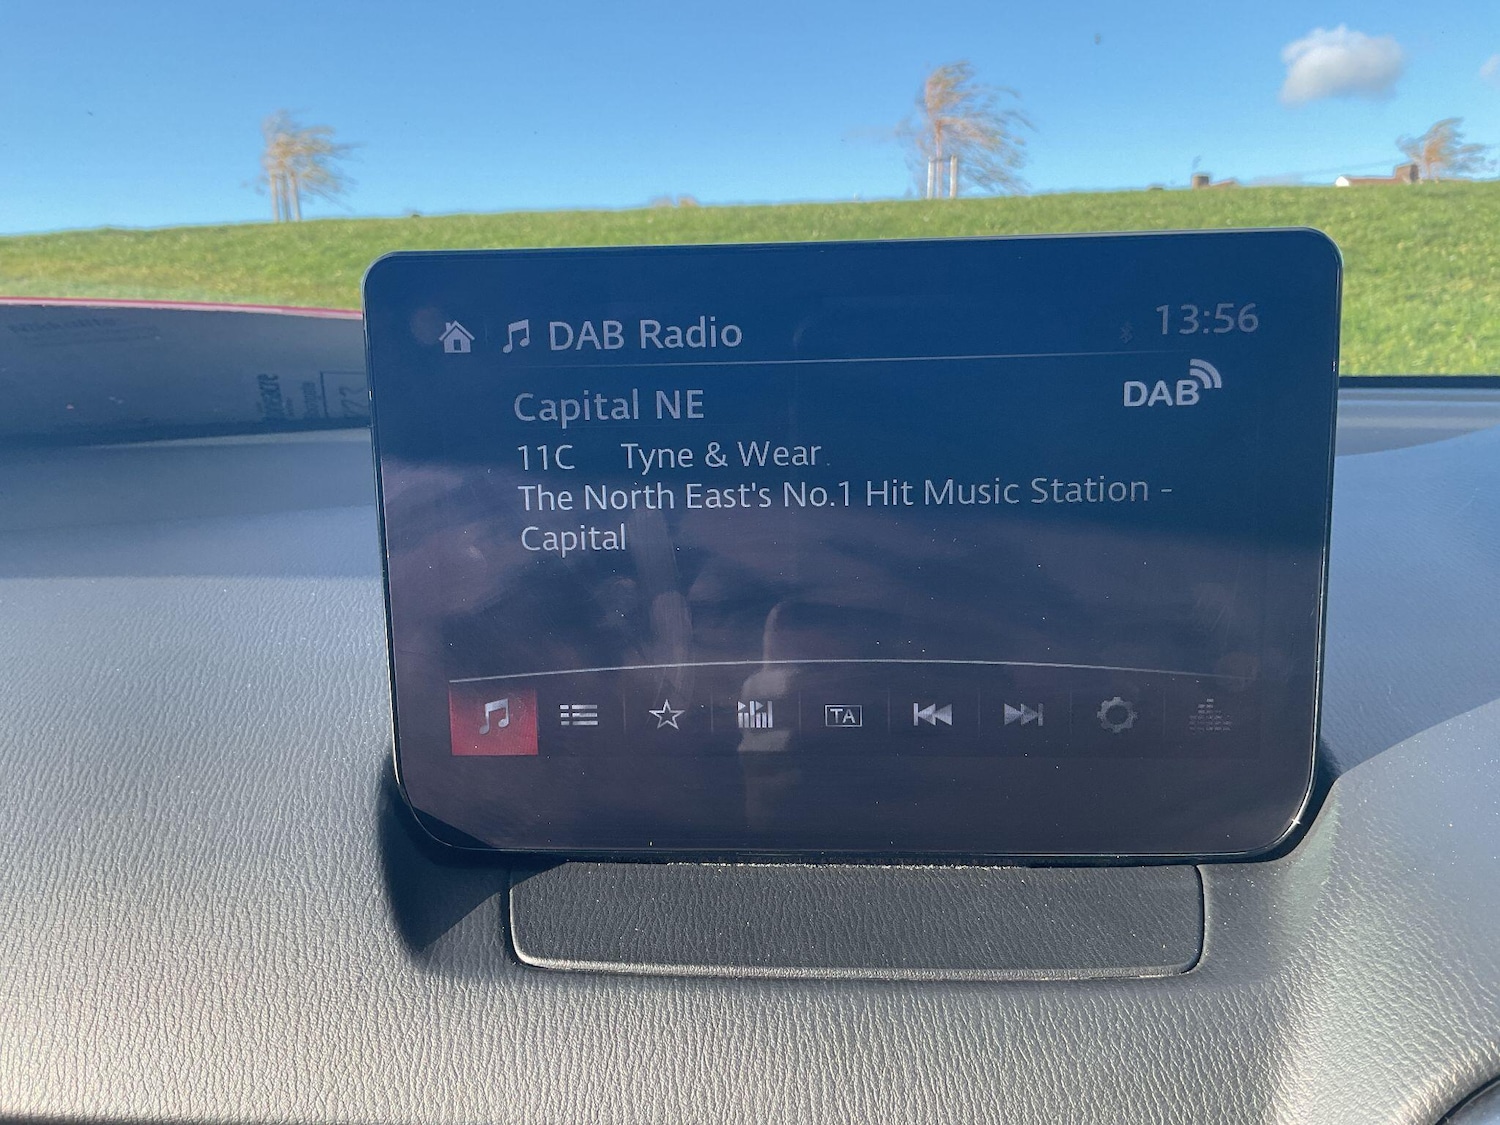 DAB Radio
13:56
Capital NE
DAB
11C Tyne & Wear
The North East's No.1 Hit Music Station -
Capital
TA